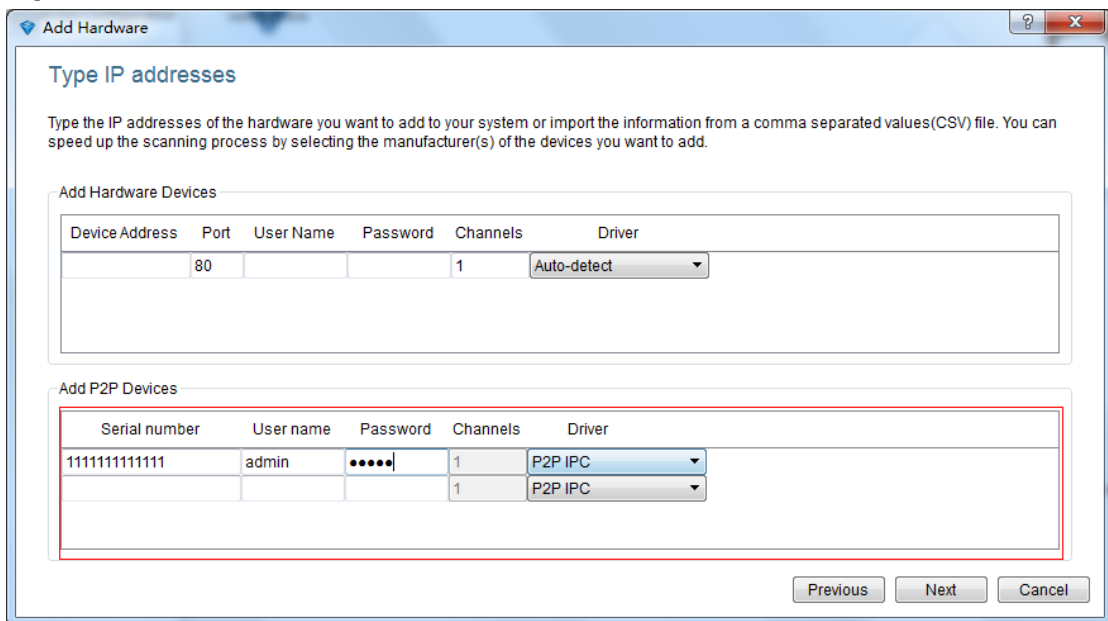 Add Hardware
?
X
Type IP addresses
Type the IP addresses of the hardware you want to add to your system or import the information from a comma separated values(CSV) file. You can
speed up the scanning process by selecting the manufacturer(s) of the devices you want to add.
Add Hardware Devices
Device Address Port User Name Password Channels Driver
80 1 Auto-detect
Add P2P Devices
Serial number User name Password Channels Driver
1111111111111 admin ••••• 1 P2P IPC
1 P2P IPC
Previous Next Cancel